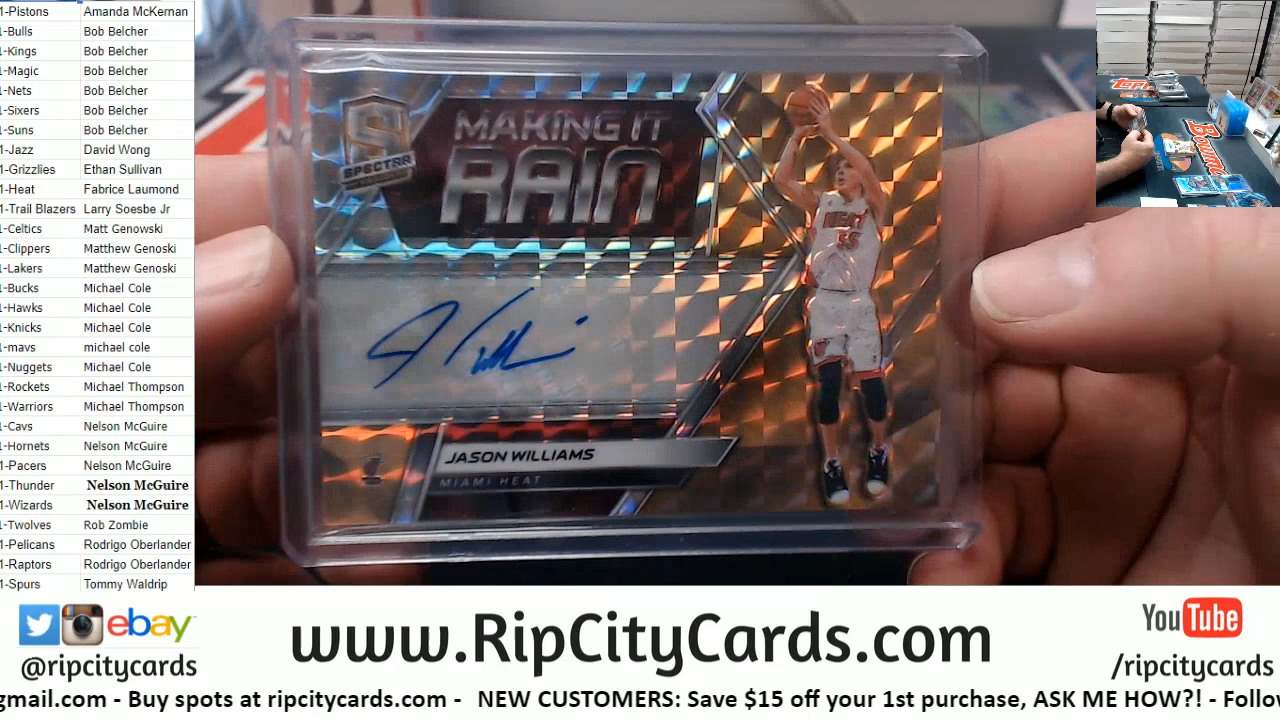 1-Pistons Amanda McKernan
1-Bulls Bob Belcher
1-Kings Bob Belcher
1-Magic Bob Belcher
1-Nets Bob Belcher
1-Sixers Bob Belcher
1-Suns Bob Belcher
1-Jazz David Wong
1-Grizzlies Ethan Sullivan
1-Heat Fabrice Laumond
1-Trail Blazers Larry Soesbe Jr
1-Celtics Matt Genowski
1-Clippers Matthew Genoski
1-Lakers Matthew Genoski
1-Bucks Michael Cole
1-Hawks Michael Cole
1-Knicks Michael Cole
1-mavs michael cole
1-Nuggets Michael Cole
1-Rockets Michael Thompson
1-Warriors Michael Thompson
1-Cavs Nelson McGuire
1-Hornets Nelson McGuire
1-Pacers Nelson McGuire
1-Thunder Nelson McGuire
1-Wizards Nelson McGuire
1-Twolves Rob Zombie
1-Pelicans Rodrigo Oberlander
1-Raptors Rodrigo Oberlander
1-Spurs Tommy Waldrip
S
SPECTRA
MAKING IT
RAIN
HEAT
55
JASON WILLIAMS
MIAMI HEAT
Topps
Bowman
ebay
@ripcitycards
www.RipCityCards.com
YouTube
/ripcitycards
gmail.com - Buy spots at ripcitycards.com - NEW CUSTOMERS: Save $15 off your 1st purchase, ASK ME HOW?! - Follow